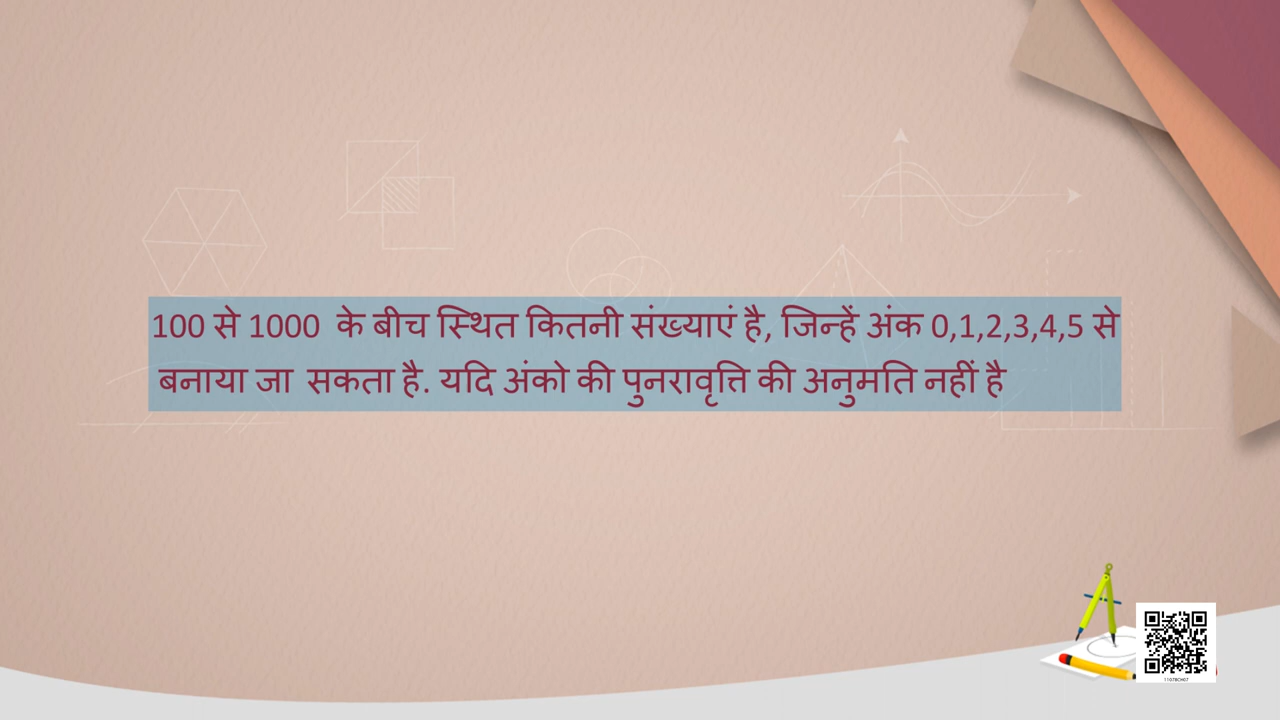 100 से 1000 के बीच स्थित कितनी संख्याएं है, जिन्हें अंक 0,1,2,3,4,5 से
बनाया जा सकता है. यदि अंको की पुनरावृत्ति की अनुमति नहीं है